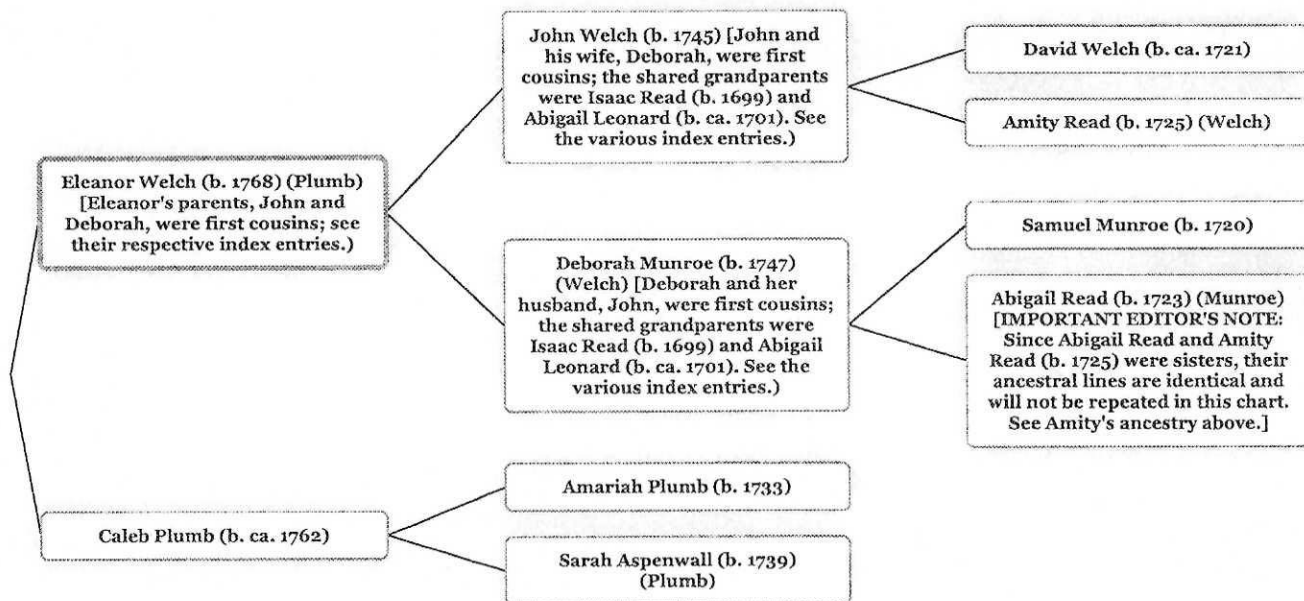 John Welch (b. 1745) [John and
his wife, Deborah, were first
cousins; the shared grandparents
were Isaac Read (b. 1699) and
Abigail Leonard (b. ca. 1701). See
the various index entries.)
David Welch (b. ca. 1721)
Amity Read (b. 1725) (Welch)
Eleanor Welch (b. 1768) (Plumb)
[Eleanor's parents, John and
Deborah, were first cousins; see
their respective index entries.)
Deborah Munroe (b. 1747)
(Welch) [Deborah and her
husband, John, were first cousins;
the shared grandparents were
Isaac Read (b. 1699) and Abigail
Leonard (b. ca. 1701). See the
various index entries.)
Samuel Munroe (b. 1720)
Abigail Read (b. 1723) (Munroe)
[IMPORTANT EDITOR'S NOTE:
Since Abigail Read and Amity
Read (b. 1725) were sisters, their
ancestral lines are identical and
will not be repeated in this chart.
See Amity's ancestry above.]
Caleb Plumb (b. ca. 1762)
Amariah Plumb (b. 1733)
Sarah Aspenwall (b. 1739)
(Plumb)